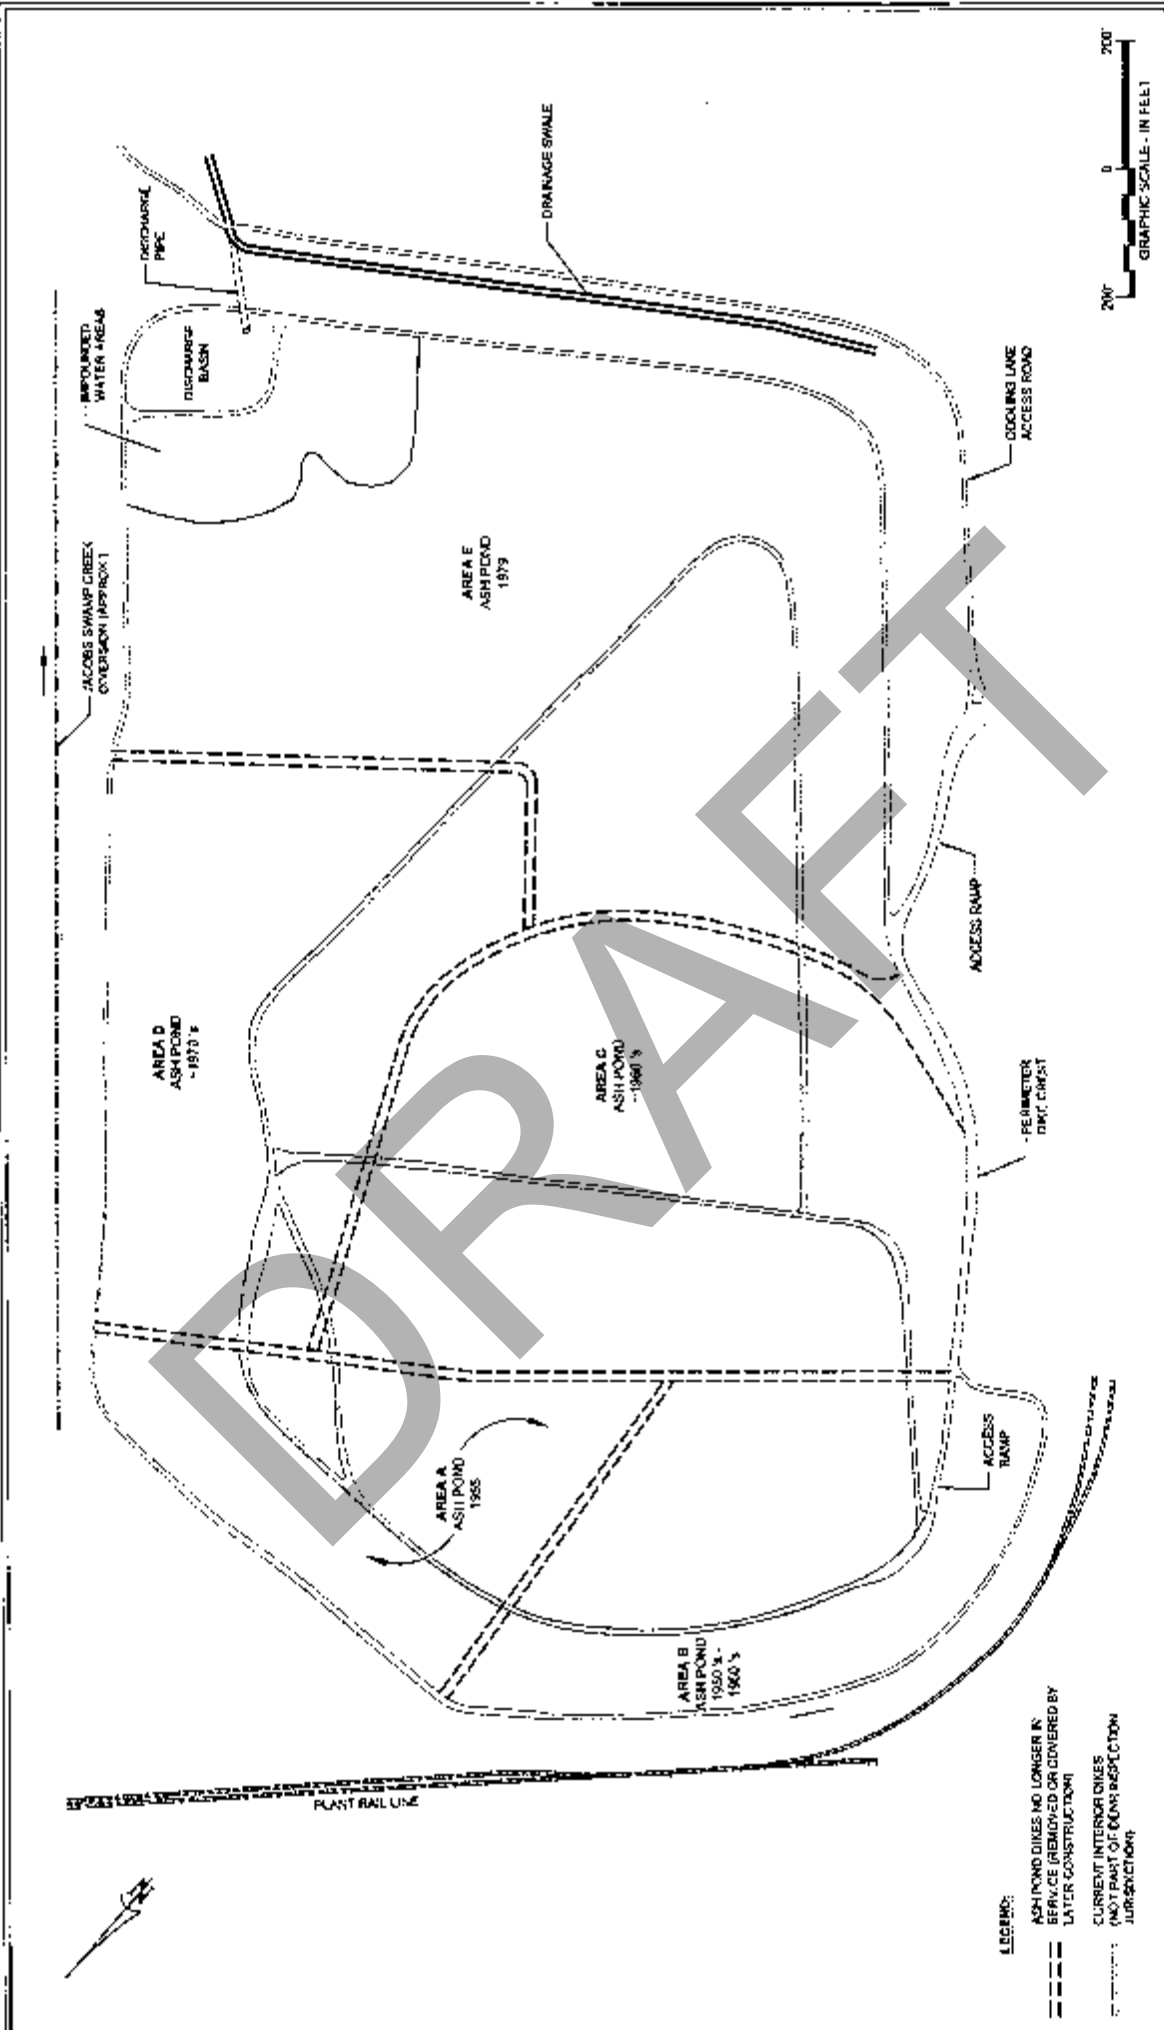 JACOBS SWAMP CREEK
DIVERSION (APPROX.)
IMPOUNDED
WATER AREAS
DISCHARGE
PIPE
DISCHARGE
BASIN
DRAINAGE SWALE
200'
0
200'
GRAPHIC SCALE - IN FEET
COOLING LAKE
ACCESS ROAD
AREA E
ASH POND
1979
AREA D
ASH POND
~1970's
AREA C
ASH POND
~1960's
ACCESS RAMP
PERIMETER
DIKE CREST
AREA A
ASH POND
1955
ACCESS
RAMP
AREA B
ASH POND
1950's -
1960's
PLANT RAIL LINE
N
LEGEND:
ASH POND DIKES NO LONGER IN
SERVICE (REMOVED OR COVERED BY
LATER CONSTRUCTION)
CURRENT INTERIOR DIKES
(NOT PART OF DENR INSPECTION
JURISDICTION)
DRAFT